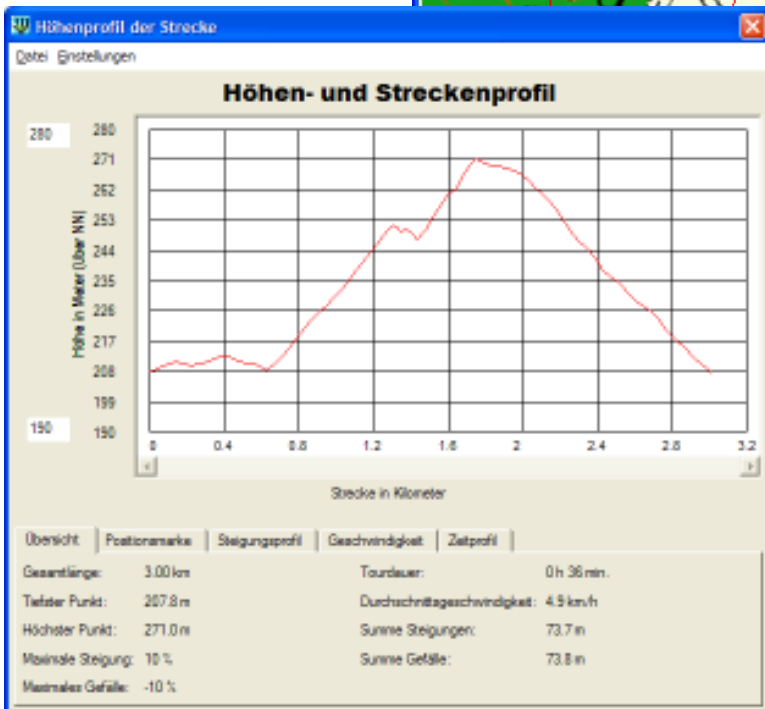 Höhenprofil der Strecke
Datei Einstellungen
Höhen- und Streckenprofil
280
280
271
262
253
244
235
226
217
208
199
190
190
Höhe in Meter (Über NN)
0 0.4 0.8 1.2 1.6 2 2.4 2.8 3.2
Strecke in Kilometer
Übersicht Positionsmarke Steigungsprofil Geschwindigkeit Zeitprofil
Gesamtlänge: 3.00 km Tourdauer: 0 h 36 min.
Tiefster Punkt: 207.8 m Durchschnittsgeschwindigkeit: 4.9 km/h
Höchster Punkt: 271.0 m Summe Steigungen: 73.7 m
Maximale Steigung: 10 % Summe Gefälle: 73.8 m
Maximales Gefälle: -10 %